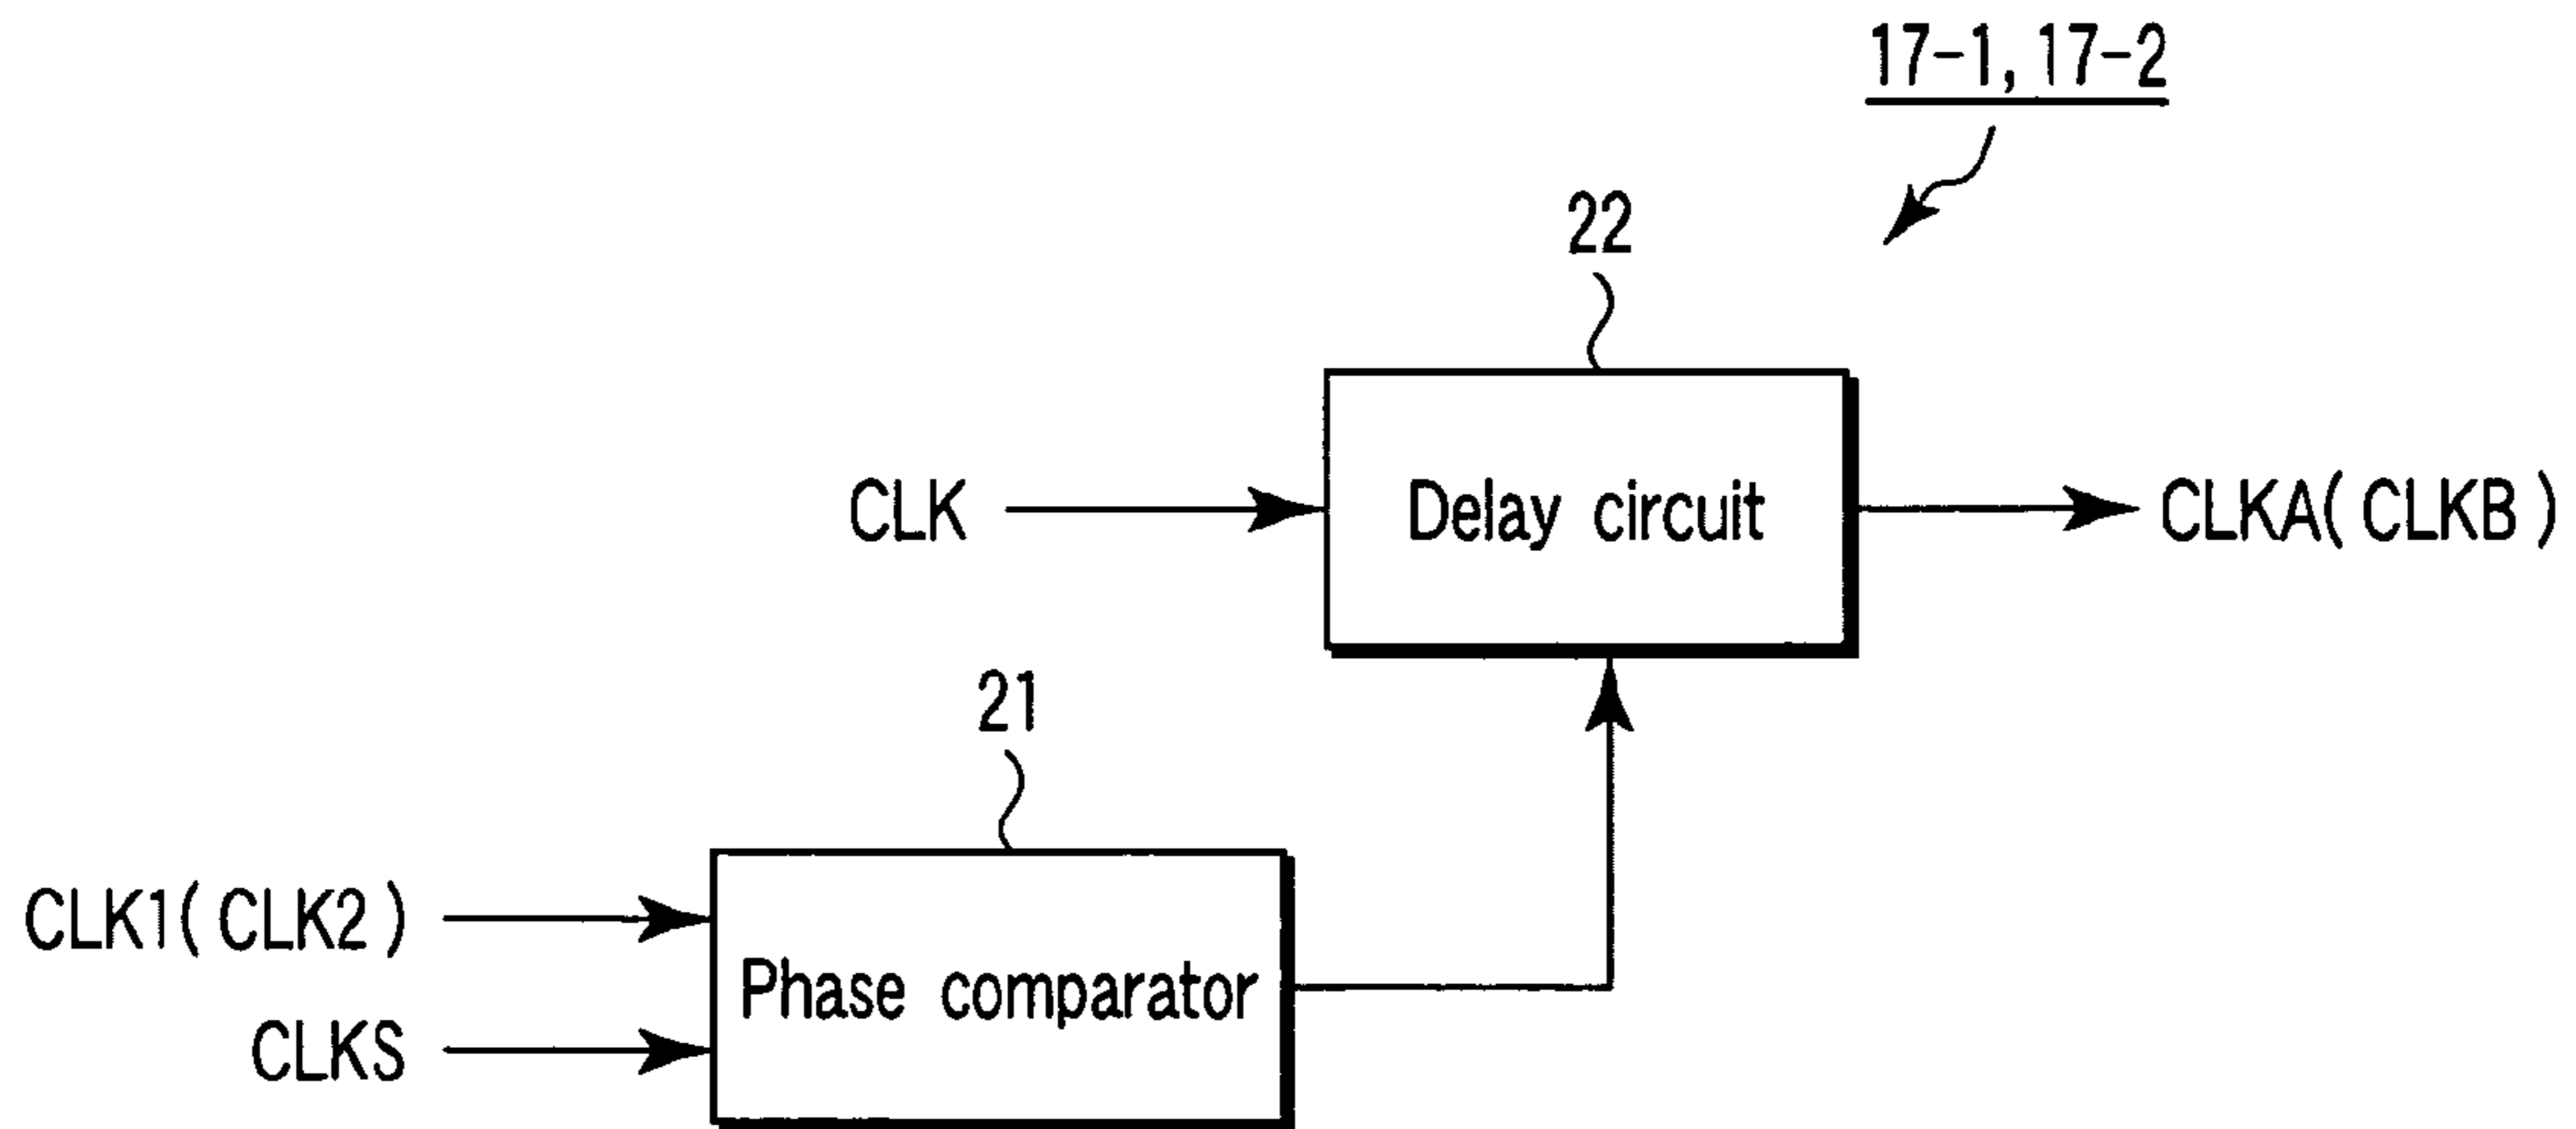 17-1, 17-2
22
CLK
Delay circuit
CLKA(CLKB)
21
CLK1(CLK2)
Phase comparator
CLKS